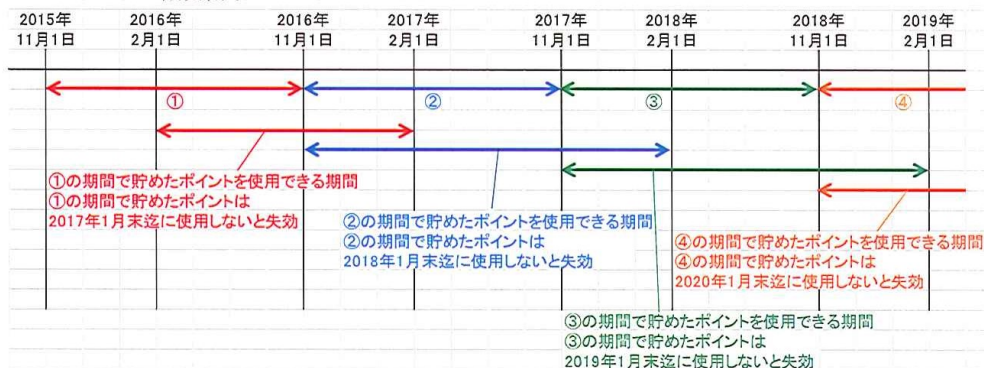 2015年 2016年 2016年 2017年 2017年 2018年 2018年 2019年
11月1日 2月1日 11月1日 2月1日 11月1日 2月1日 11月1日 2月1日
① ② ③ ④
①の期間で貯めたポイントを使用できる期間
①の期間で貯めたポイントは
2017年1月末迄に使用しないと失効
②の期間で貯めたポイントを使用できる期間
②の期間で貯めたポイントは
2018年1月末迄に使用しないと失効
④の期間で貯めたポイントを使用できる期間
④の期間で貯めたポイントは
2020年1月末迄に使用しないと失効
③の期間で貯めたポイントを使用できる期間
③の期間で貯めたポイントは
2019年1月末迄に使用しないと失効